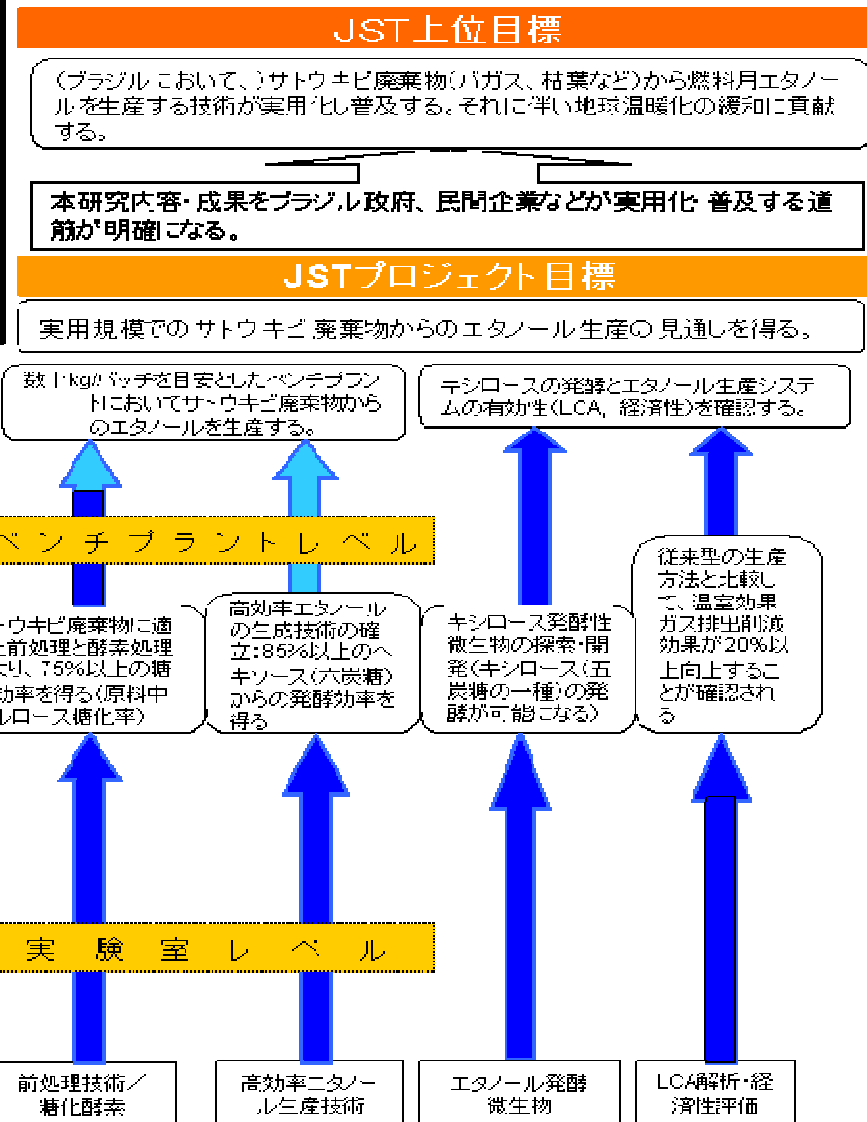 JST上位目標
(ブラジルにおいて、)サトウキビ廃棄物(バガス、枯葉など)から燃料用エタノー
ルを生産する技術が実用化し普及する。それに伴い地球温暖化の緩和に貢献
する。
本研究内容・成果をブラジル政府、民間企業などが実用化・普及する道
筋が明確になる。
JSTプロジェクト目標
実用規模でのサトウキビ廃棄物からのエタノール生産の見通しを得る。
数十kg/バッチを目安としたベンチプラン
トにおいてサトウキビ廃棄物から
のエタノールを生産する。
キシロースの発酵とエタノール生産システ
ムの有効性(LCA, 経済性)を確認する。
ベンチプラントレベル
トウキビ廃棄物に適
た前処理と酵素処理
より、75%以上の糖
効率を得る(原料中
ルロース糖化率)
高効率エタノール
の生成技術の確
立:85%以上のヘ
キソース(六炭糖)
からの発酵効率を
得る
キシロース発酵性
微生物の探索・開
発(キシロース(五
炭糖の一種)の発
酵が可能になる)
従来型の生産
方法と比較し
て、温室効果
ガス排出削減
効果が20%以
上向上するこ
とが確認され
る
実験室レベル
前処理技術/
糖化酵素
高効率エタノー
ル生産技術
エタノール発酵
微生物
LCA解析・経
済性評価